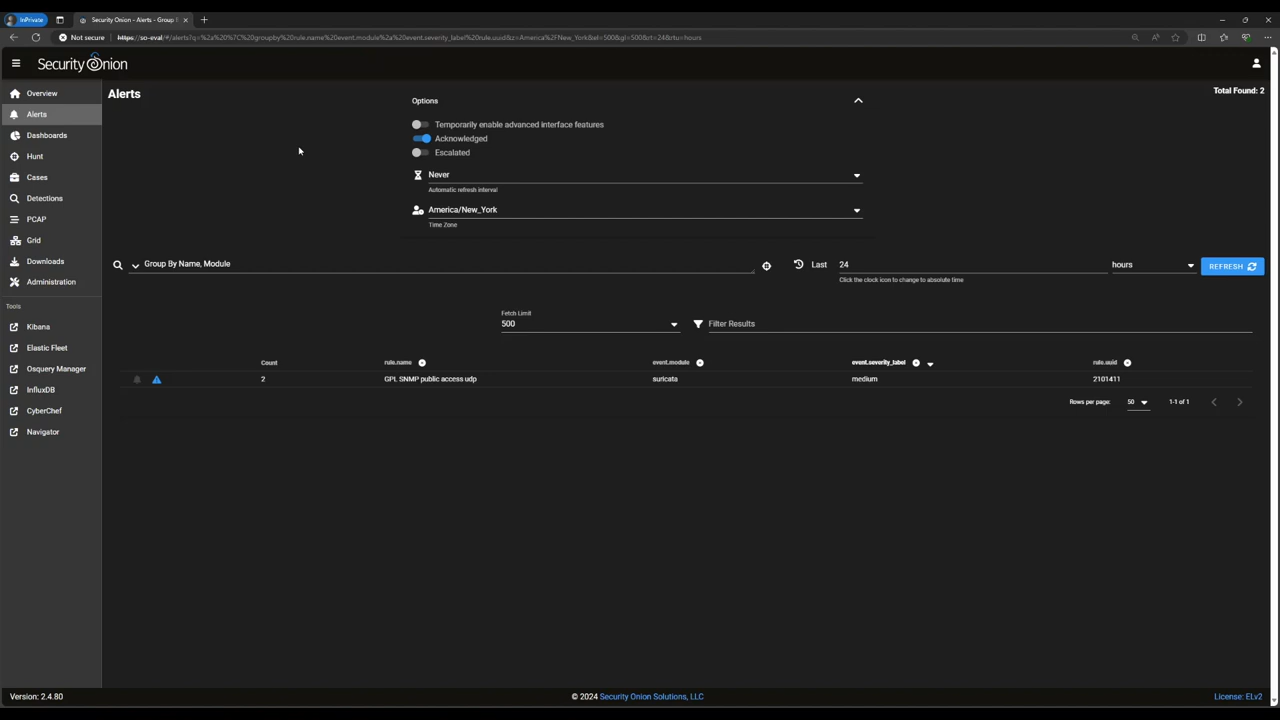 InPrivate
Security Onion - Alerts - Group
Not secure
https://so-eval/#/alerts?q=%2a%20%7C%20groupby%20rule.name%20event.module%2a%20event.severity_label%20rule.uuid&z=America%2FNew_York&el=500&gl=500&rt=24&rtu=hours
Security Onion
Overview
Alerts
Dashboards
Hunt
Cases
Detections
PCAP
Grid
Downloads
Administration
Tools
Kibana
Elastic Fleet
Osquery Manager
InfluxDB
CyberChef
Navigator
Alerts
Total Found: 2
Options
Temporarily enable advanced interface features
Acknowledged
Escalated
Never
Automatic refresh interval
America/New_York
Time Zone
Group By Name, Module
Last 24 hours REFRESH
Click the clock icon to change to absolute time
Fetch Limit
500
Filter Results
Count rule.name event.module event.severity_label rule.uuid
2 GPL SNMP public access udp suricata medium 2101411
Rows per page: 50 1-1 of 1
Version: 2.4.80
© 2024 Security Onion Solutions, LLC
License: ELv2